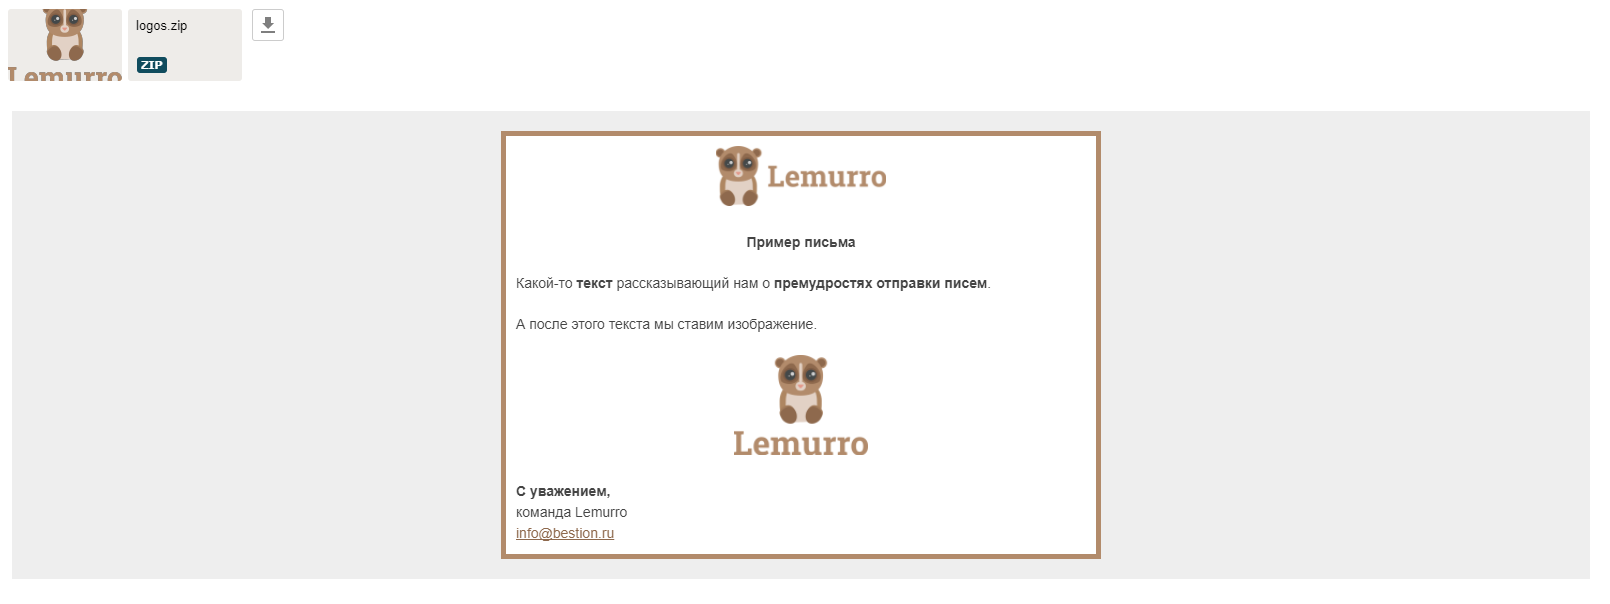 Lemurro
logos.zip
ZIP
Lemurro
Пример письма
Какой-то текст рассказывающий нам о премудростях отправки писем.
А после этого текста мы ставим изображение.
Lemurro
С уважением,
команда Lemurro
info@bestion.ru